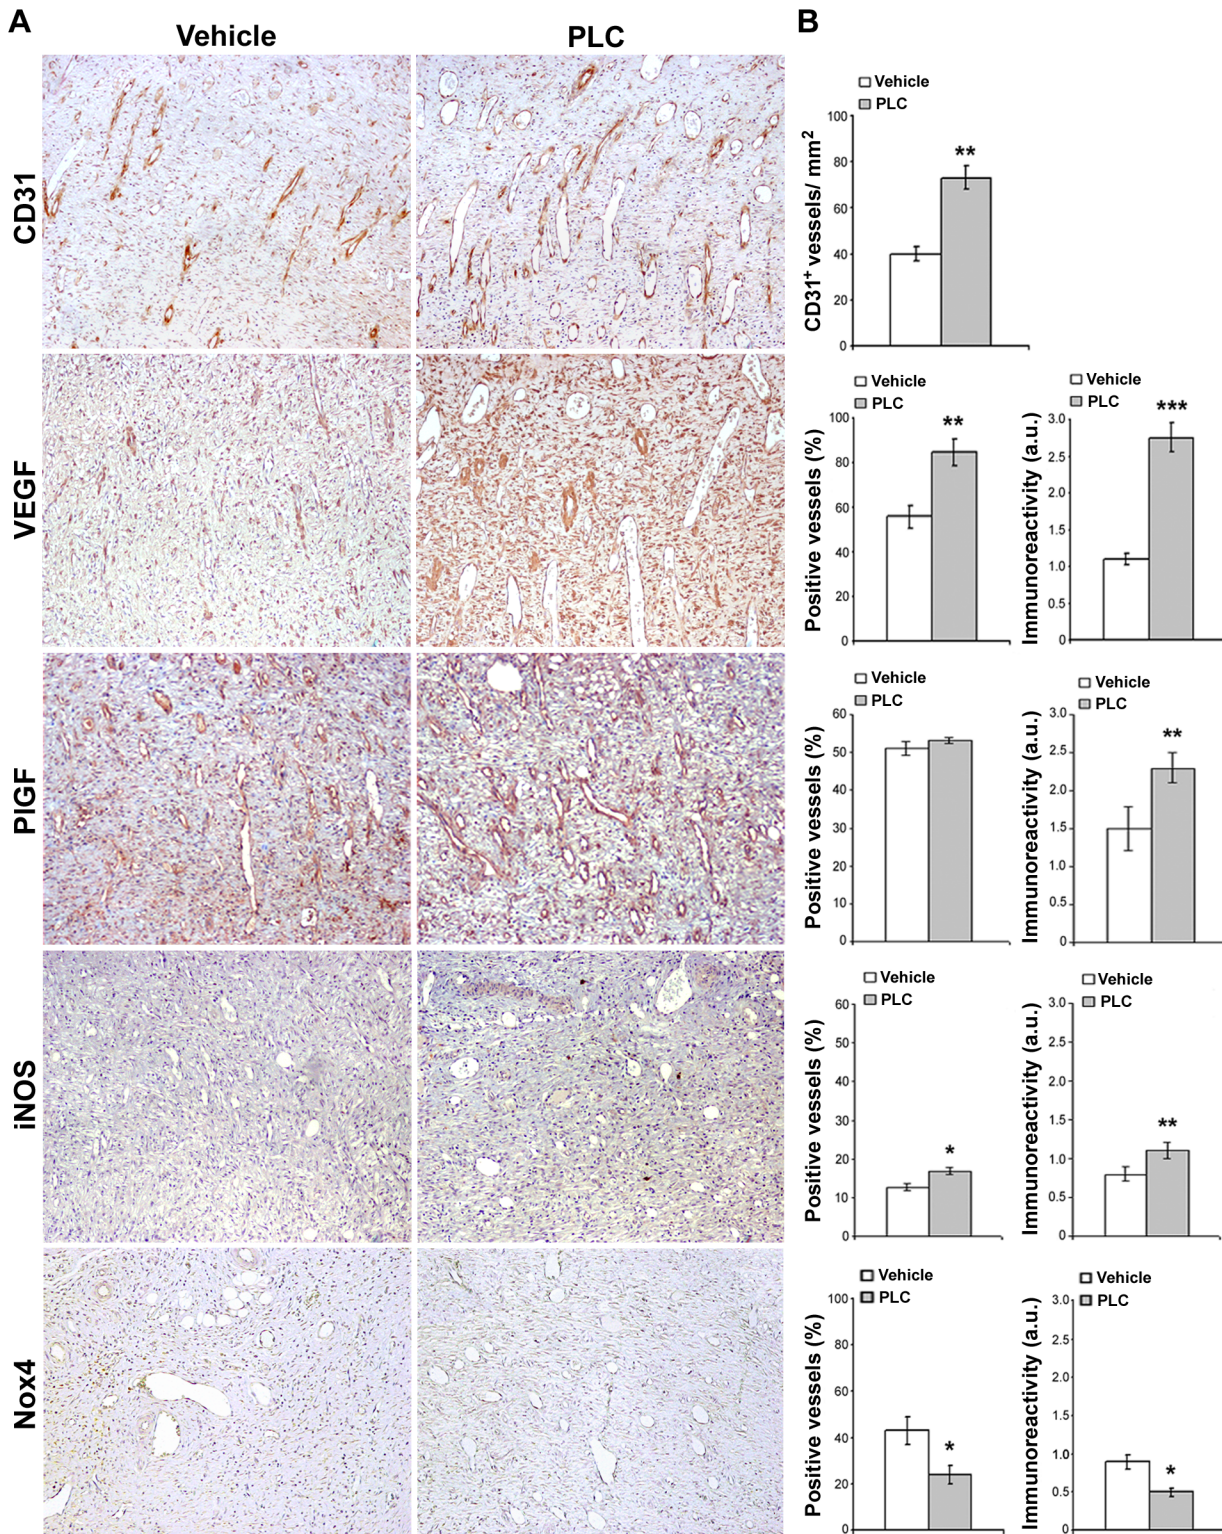 A
B
Vehicle
PLC
CD31
VEGF
PlGF
iNOS
Nox4
Vehicle
PLC
CD31+ vessels/ mm2
100
80
60
40
20
0
**
Vehicle
PLC
Positive vessels (%)
100
80
60
40
20
0
**
Vehicle
PLC
Immunoreactivity (a.u.)
3.0
2.5
2.0
1.5
1.0
0.5
0
***
Vehicle
PLC
Positive vessels (%)
60
50
40
30
20
10
0
Vehicle
PLC
Immunoreactivity (a.u.)
3.0
2.5
2.0
1.5
1.0
0.5
0
**
Vehicle
PLC
Positive vessels (%)
60
50
40
30
20
10
0
*
Vehicle
PLC
Immunoreactivity (a.u.)
3.0
2.5
2.0
1.5
1.0
0.5
0
**
Vehicle
PLC
Positive vessels (%)
100
80
60
40
20
0
*
Vehicle
PLC
Immunoreactivity (a.u.)
3.0
2.5
2.0
1.5
1.0
0.5
0
*